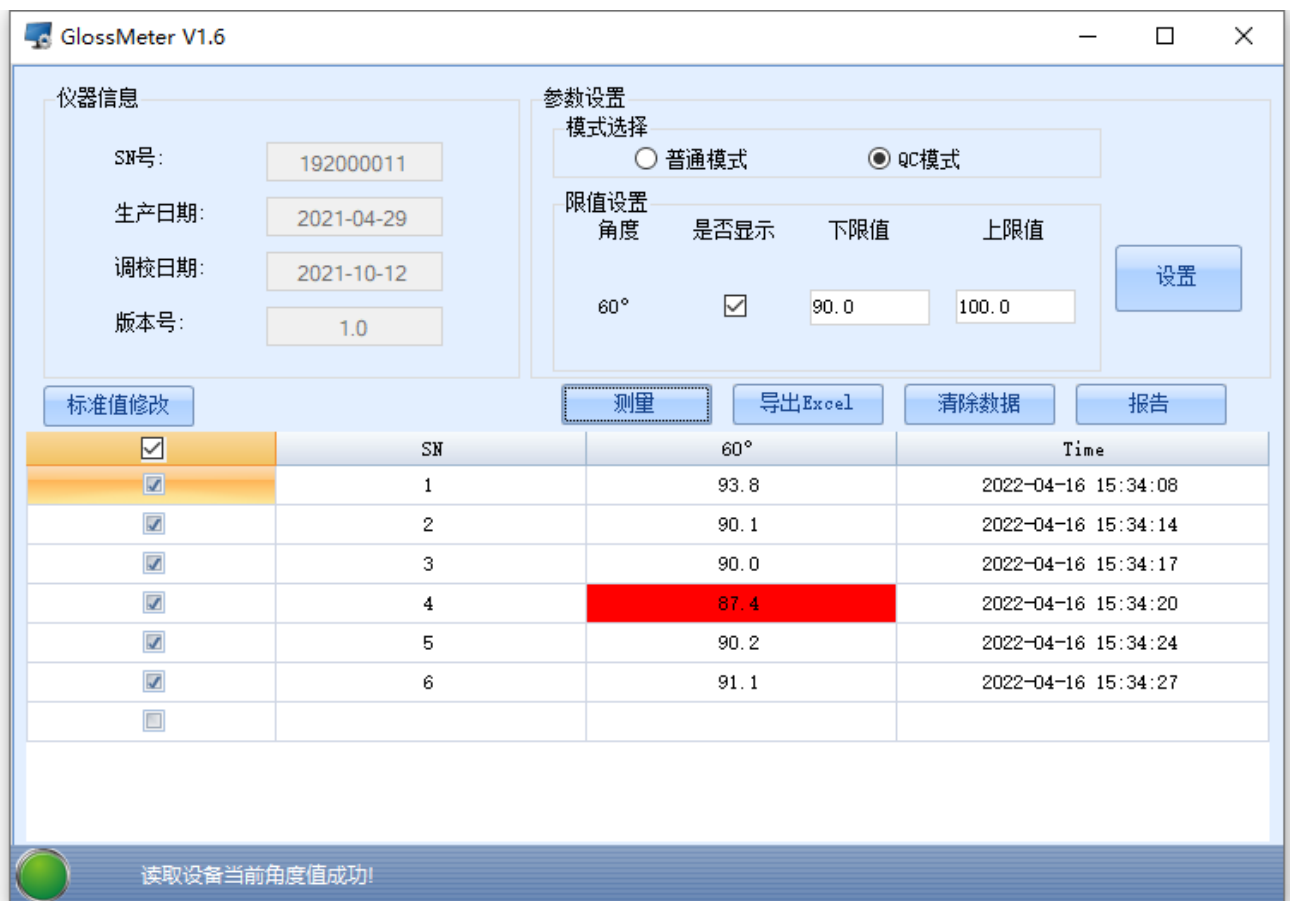 GlossMeter V1.6
仪器信息
SN号:
192000011
生产日期:
2021-04-29
调校日期:
2021-10-12
版本号:
1.0
参数设置
模式选择
普通模式
QC模式
限值设置
角度 是否显示 下限值 上限值
60° 90.0 100.0
设置
标准值修改 测量 导出Excel 清除数据 报告
SN 60° Time
1 93.8 2022-04-16 15:34:08
2 90.1 2022-04-16 15:34:14
3 90.0 2022-04-16 15:34:17
4 87.4 2022-04-16 15:34:20
5 90.2 2022-04-16 15:34:24
6 91.1 2022-04-16 15:34:27
读取设备当前角度值成功!